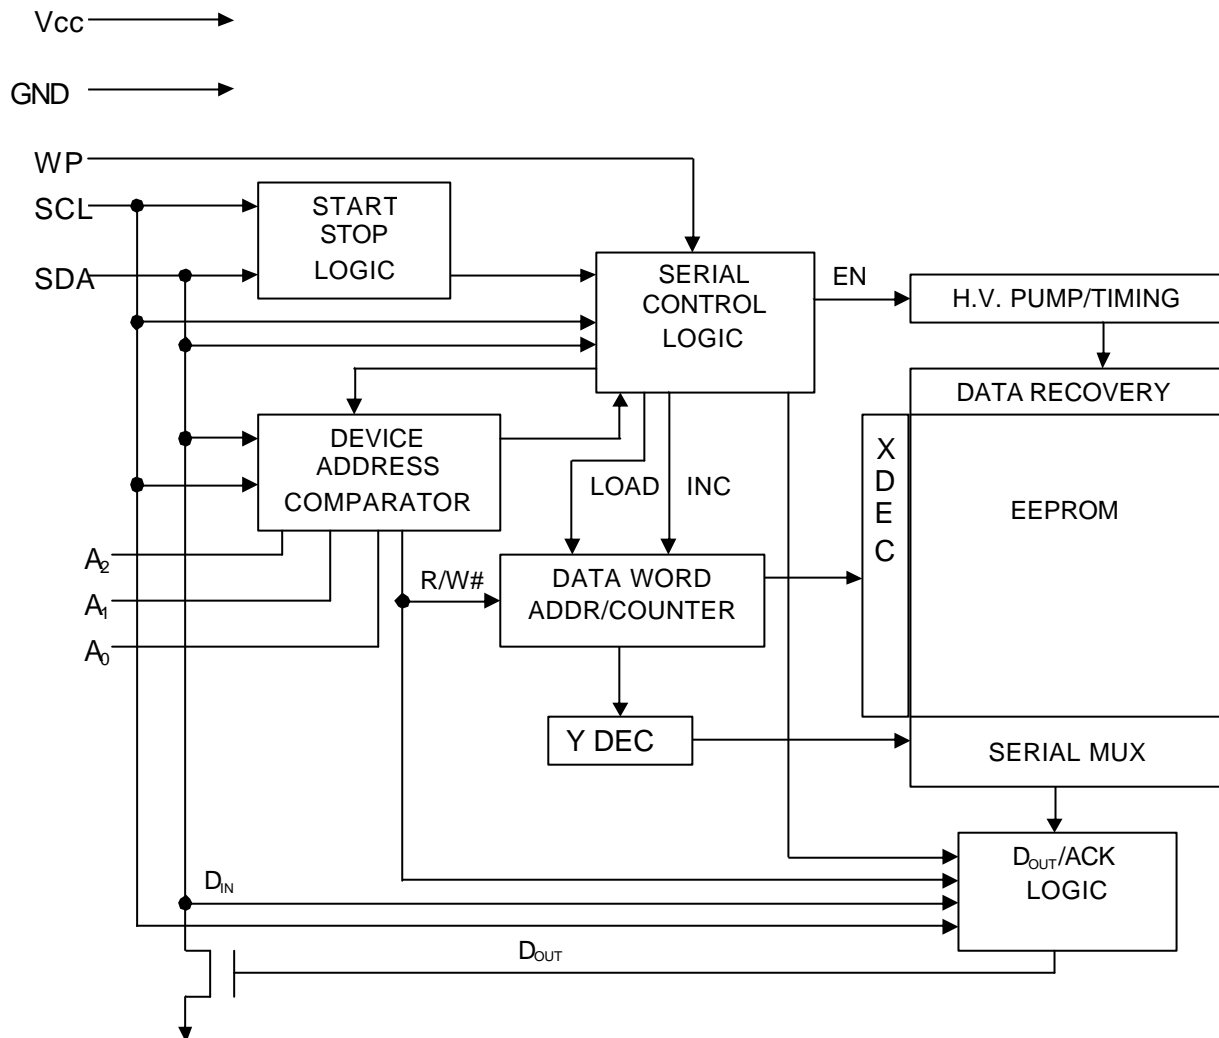 Vcc
GND
WP
SCL
SDA
START
STOP
LOGIC
SERIAL
CONTROL
LOGIC
EN
H.V. PUMP/TIMING
DATA RECOVERY
DEVICE
ADDRESS
COMPARATOR
LOAD
INC
X
D
E
C
EEPROM
A2
A1
A0
R/W#
DATA WORD
ADDR/COUNTER
Y DEC
SERIAL MUX
DOUT/ACK
LOGIC
DIN
DOUT